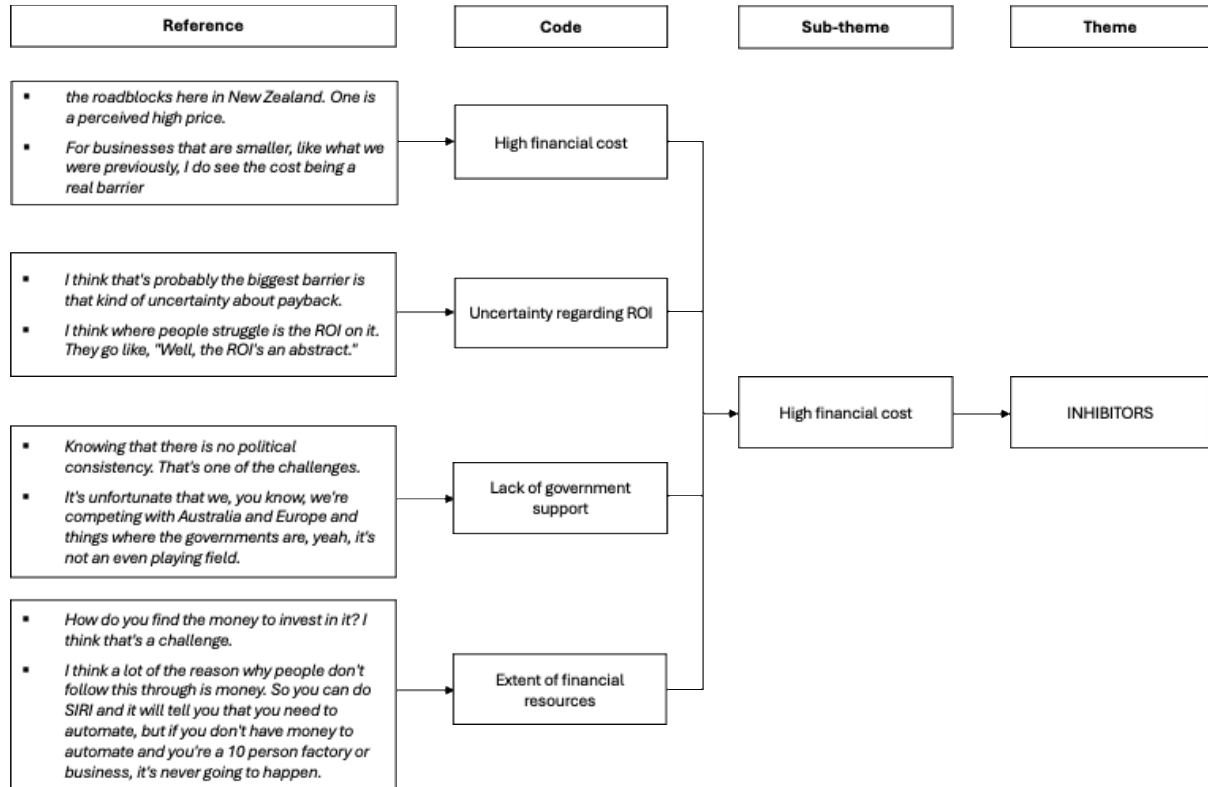 Reference
Code
Sub-theme
Theme
▪ the roadblocks here in New Zealand. One is
a perceived high price.
▪ For businesses that are smaller, like what we
were previously, I do see the cost being a
real barrier
High financial cost
▪ I think that's probably the biggest barrier is
that kind of uncertainty about payback.
▪ I think where people struggle is the ROI on it.
They go like, "Well, the ROI's an abstract."
Uncertainty regarding ROI
High financial cost
INHIBITORS
▪ Knowing that there is no political
consistency. That's one of the challenges.
▪ It's unfortunate that we, you know, we're
competing with Australia and Europe and
things where the governments are, yeah, it's
not an even playing field.
Lack of government
support
▪ How do you find the money to invest in it? I
think that's a challenge.
▪ I think a lot of the reason why people don't
follow this through is money. So you can do
SIRI and it will tell you that you need to
automate, but if you don't have money to
automate and you're a 10 person factory or
business, it's never going to happen.
Extent of financial
resources